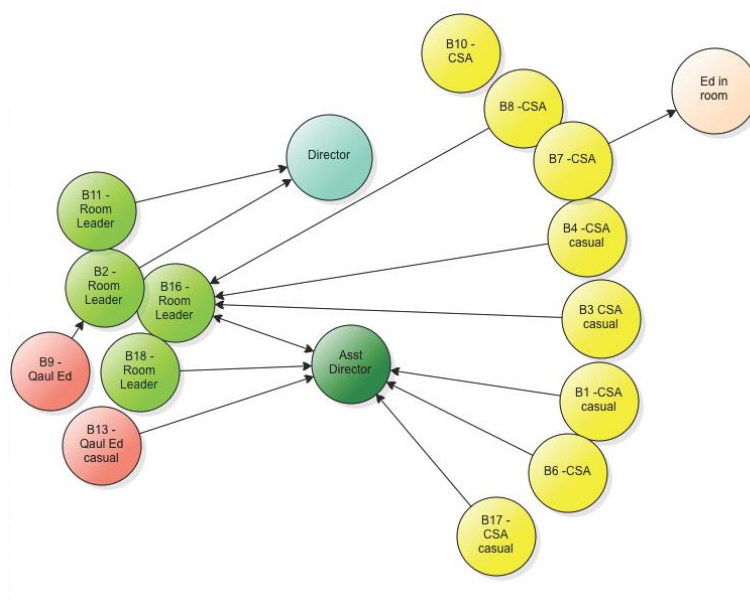 B10 -
CSA
Ed in
room
B8 -CSA
Director
B7 -CSA
B11 -
Room
Leader
B4 -CSA
casual
B2 -
Room
Leader
B16 -
Room
Leader
B3 CSA
casual
B9 -
Qaul Ed
B18 -
Room
Leader
Asst
Director
B1 -CSA
casual
B13 -
Qaul Ed
casual
B6 -CSA
B17 -
CSA
casual